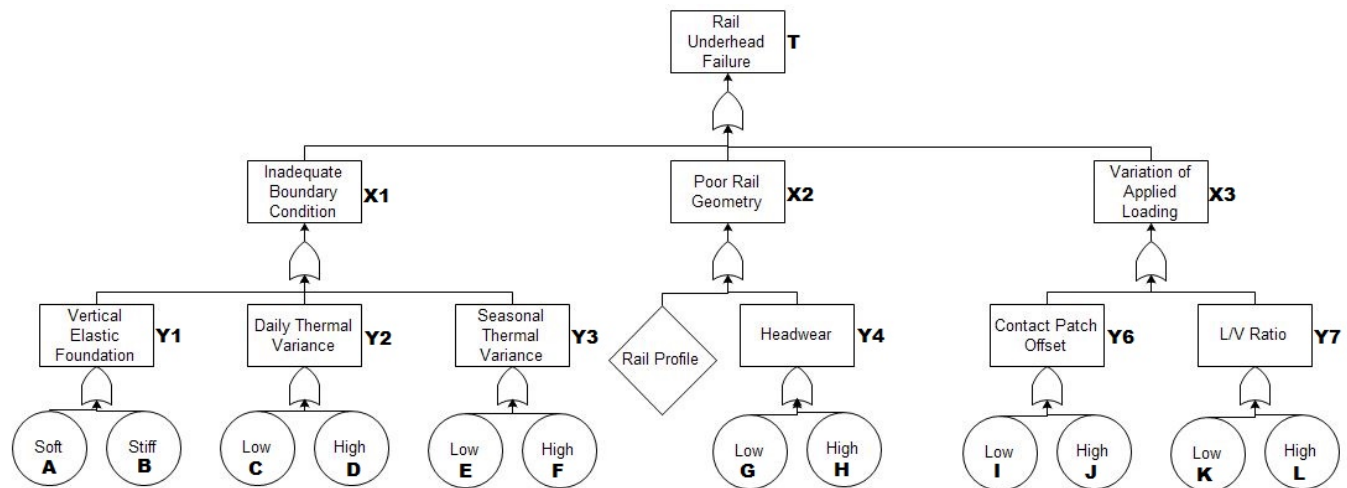 Rail
Underhead
Failure
T
Inadequate
Boundary
Condition
X1
Poor Rail
Geometry
X2
Variation of
Applied
Loading
X3
Vertical
Elastic
Foundation
Y1
Daily Thermal
Variance
Y2
Seasonal
Thermal
Variance
Y3
Rail Profile
Headwear
Y4
Contact Patch
Offset
Y6
L/V Ratio
Y7
Soft
A
Stiff
B
Low
C
High
D
Low
E
High
F
Low
G
High
H
Low
I
High
J
Low
K
High
L